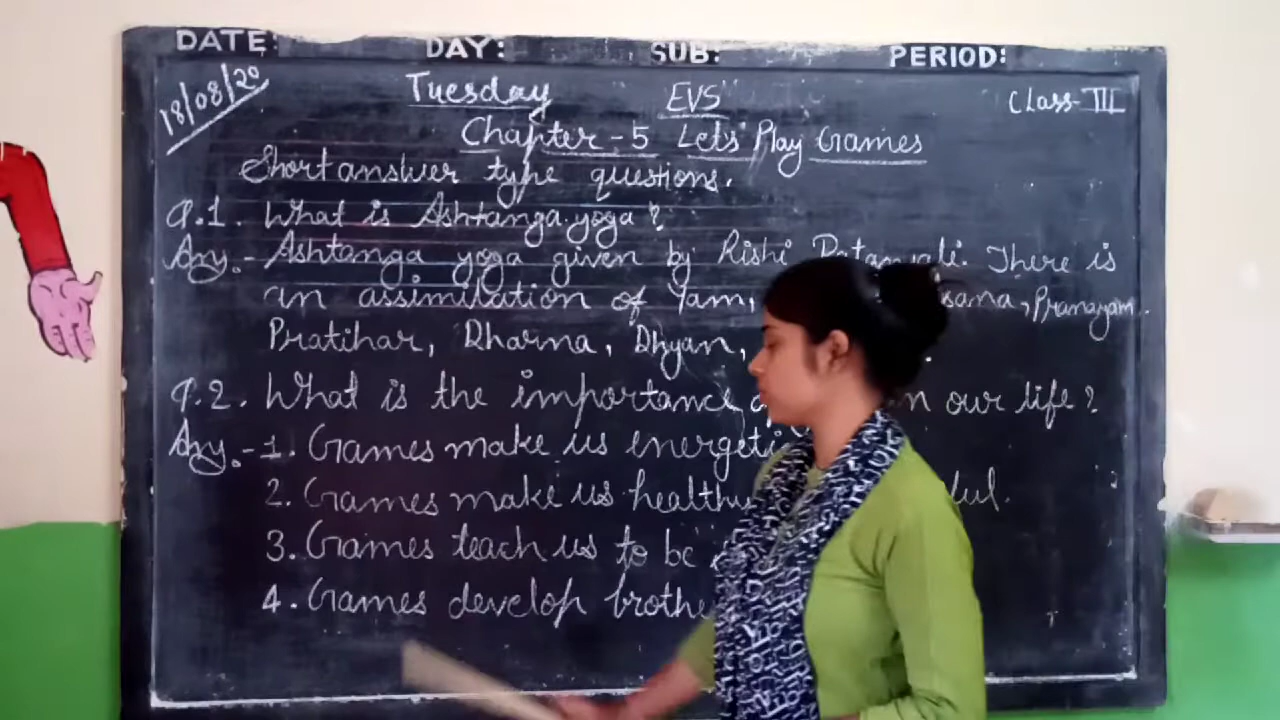 DATE: DAY: SUB: PERIOD:
18/08/20 Tuesday EVS Class-III
Chapter-5 Lets' Play Games
Short answer type questions.
Q.1. What is Ashtanga yoga?
Ans.- Ashtanga yoga given by Rishi Patanjali. There is
an assimilation of Yam, Pranayam.
Pratihar, Dharna, Dhyan,
Q.2. What is the importance in our life?
Ans.- 1. Games make us
2. Games make us
3. Games teach us to be
4. Games develop